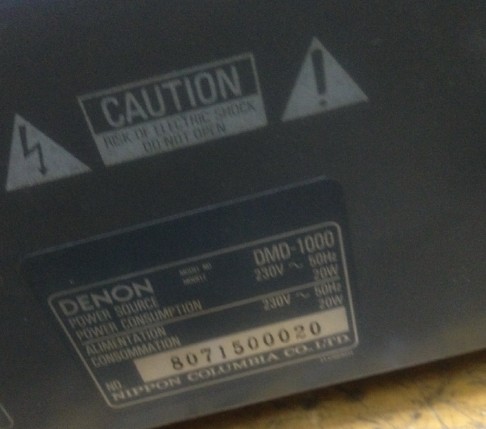 CAUTION
RISK OF ELECTRIC SHOCK
DO NOT OPEN
DENON
MODEL NO
MODELE
DMD-1000
POWER SOURCE 230V ~ 50Hz
POWER CONSUMPTION 20W
ALIMENTATION 230V ~ 50Hz
CONSOMMATION 20W
NO. 8071500020
NIPPON COLUMBIA CO., LTD